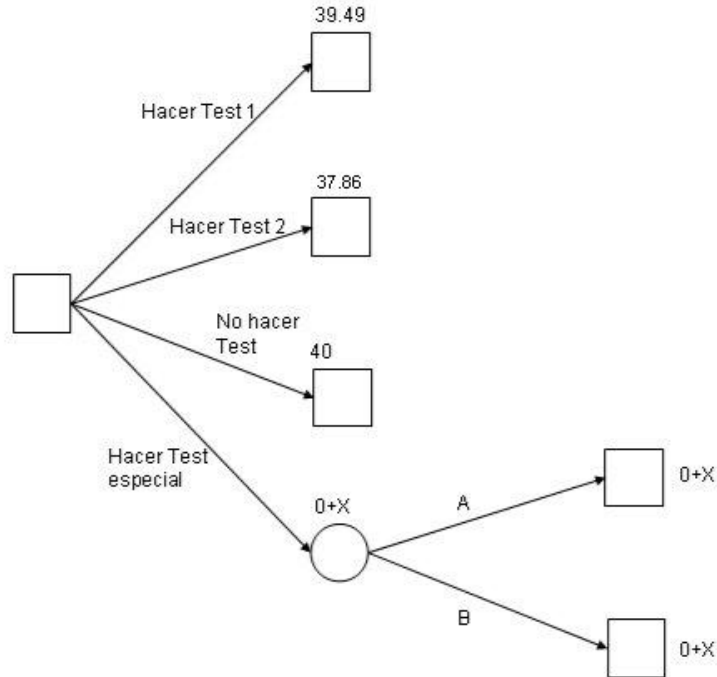 39.49
Hacer Test 1
37.86
Hacer Test 2
No hacer
Test
40
Hacer Test
especial
0+X
A
0+X
B
0+X